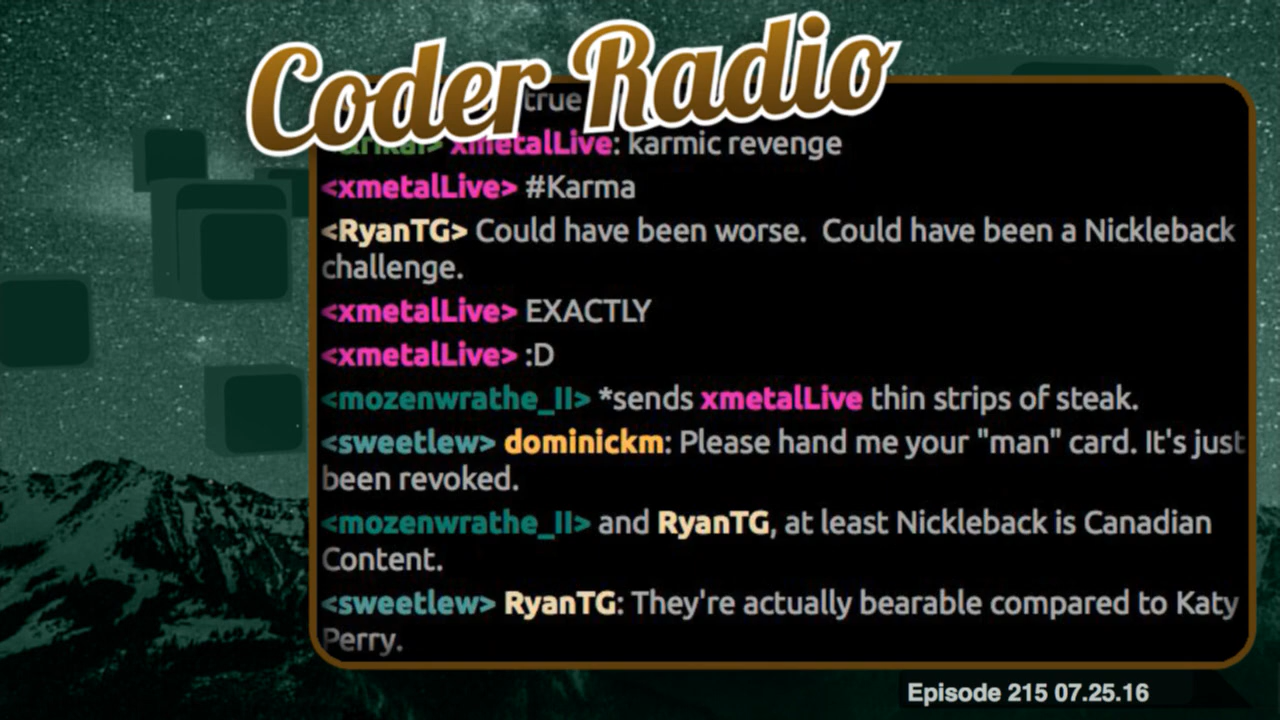 Coder Radio
true
xmetalLive: karmic revenge
<xmetalLive> #Karma
<RyanTG> Could have been worse.  Could have been a Nickleback
challenge.
<xmetalLive> EXACTLY
<xmetalLive> :D
<mozenwrathe_II> *sends xmetalLive thin strips of steak.
<sweetlew> dominickm: Please hand me your "man" card. It's just
been revoked.
<mozenwrathe_II> and RyanTG, at least Nickleback is Canadian
Content.
<sweetlew> RyanTG: They're actually bearable compared to Katy
Perry.
Episode 215 07.25.16